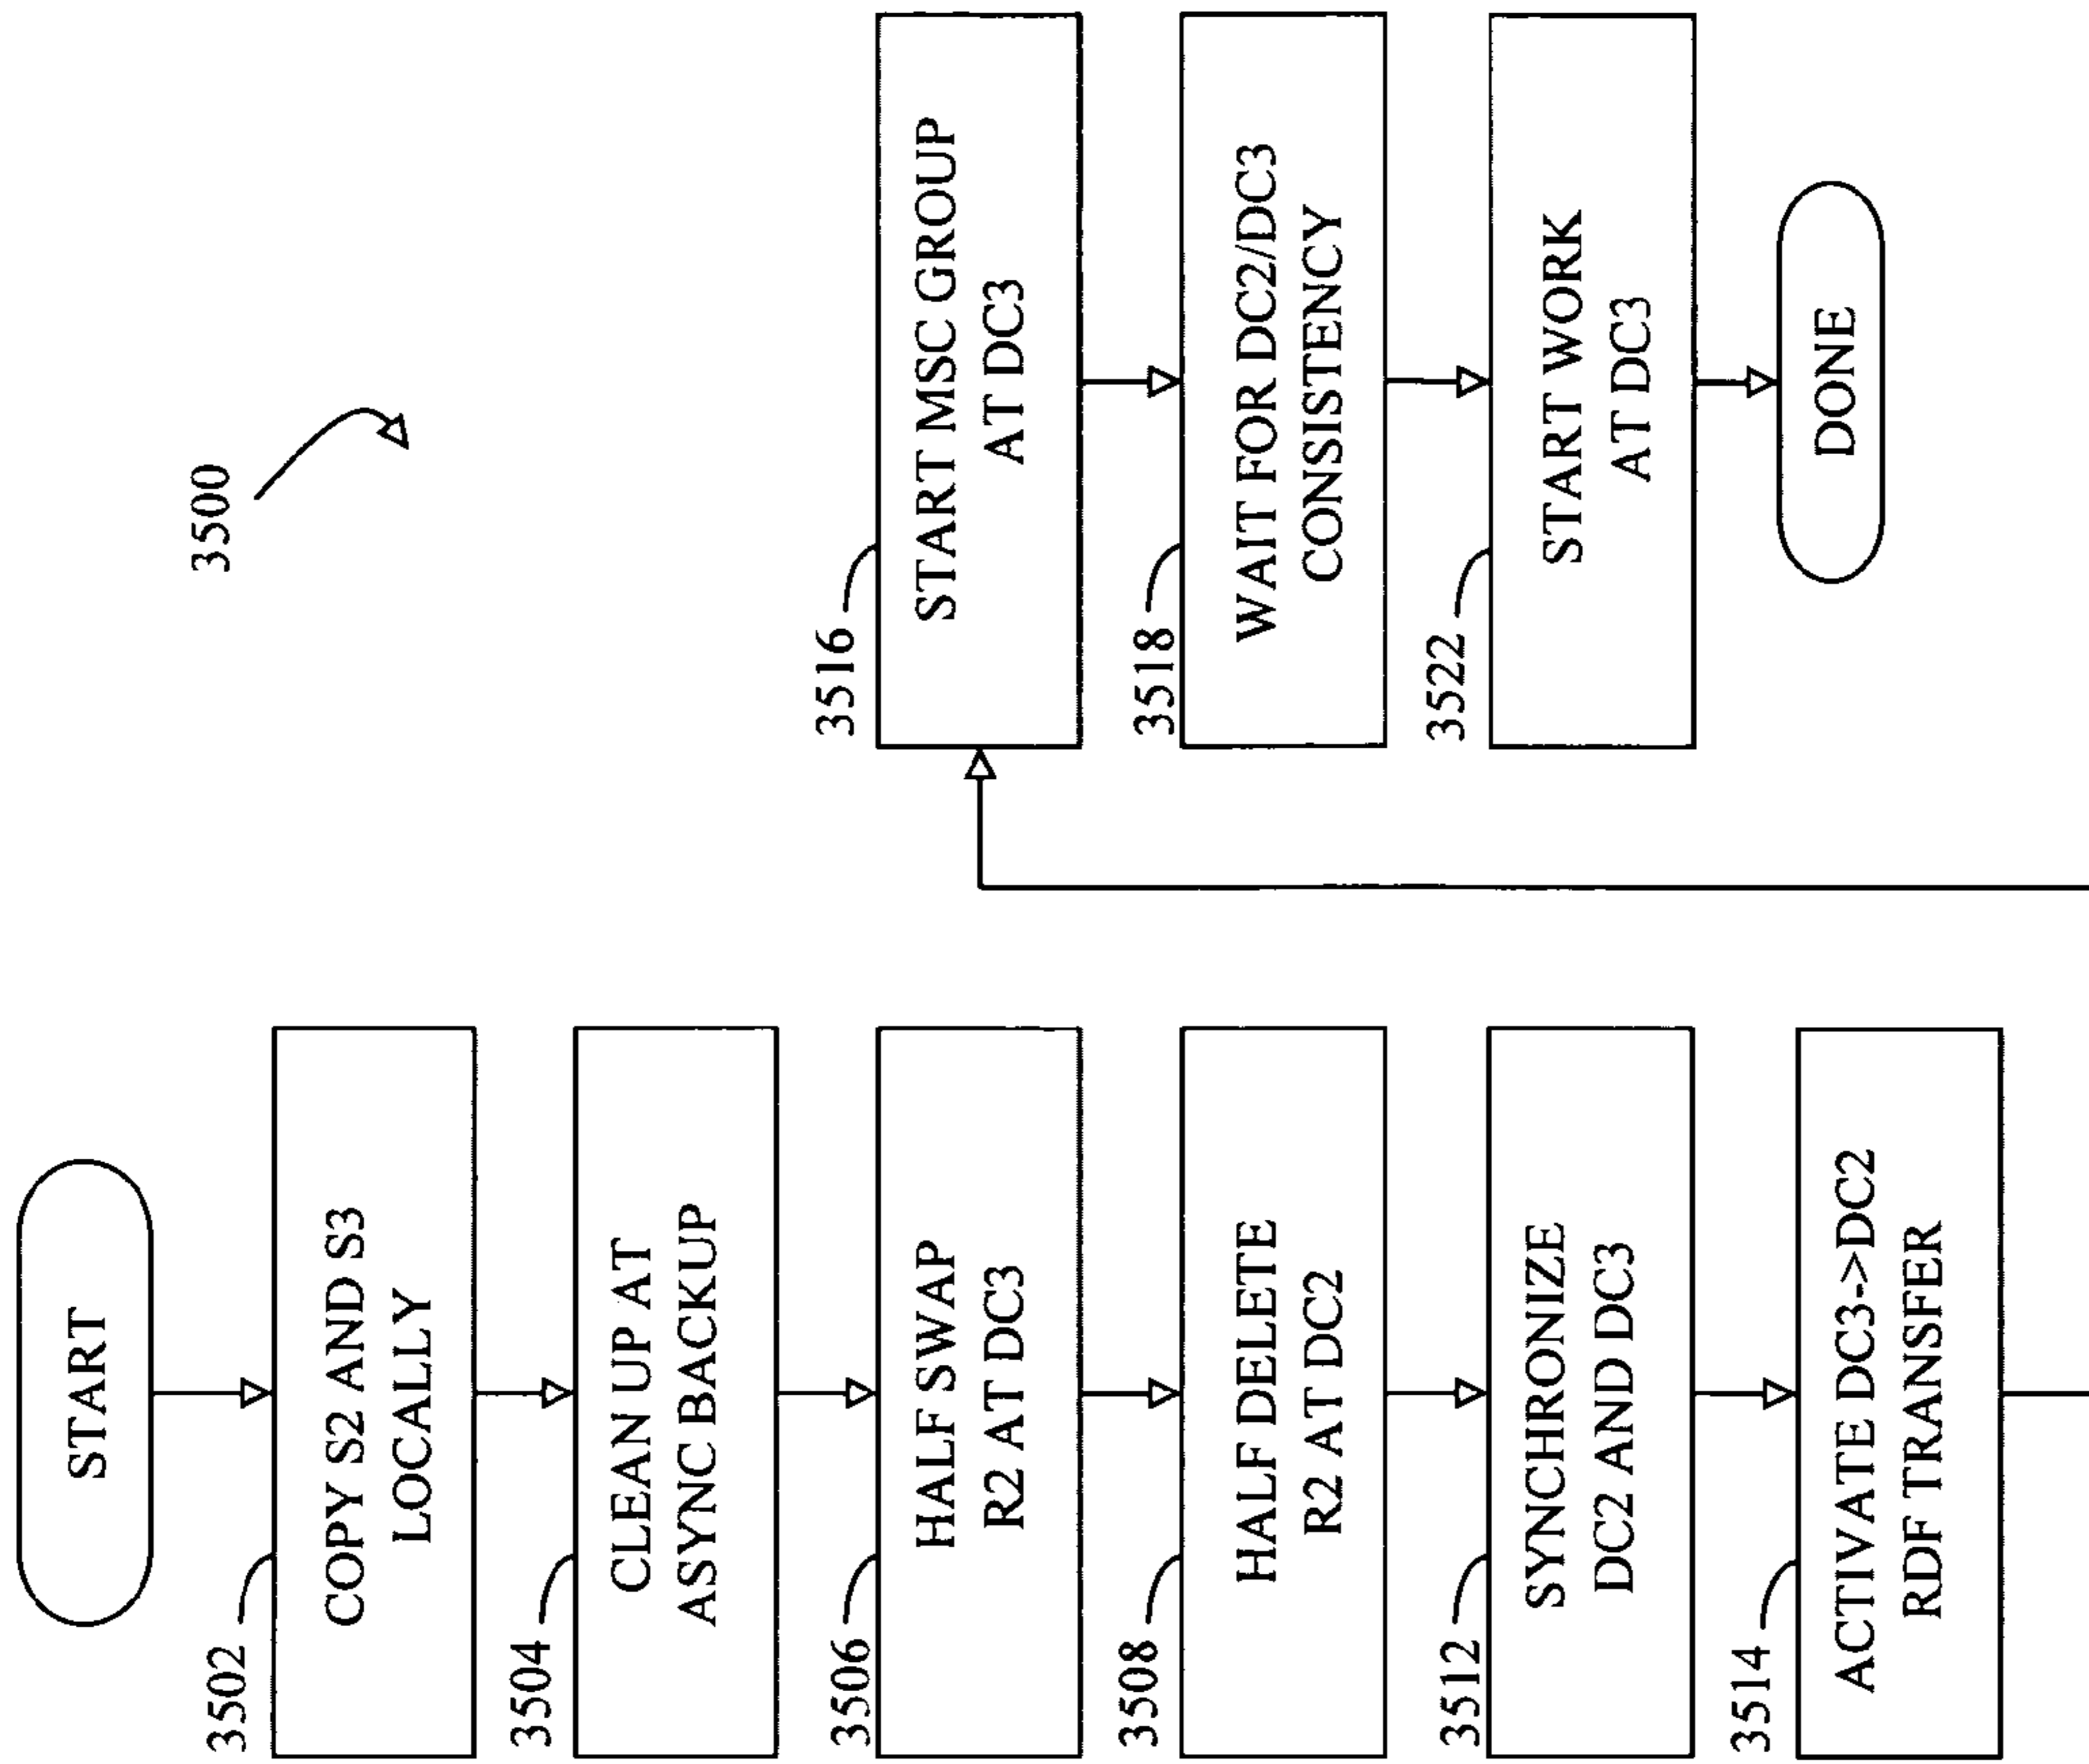 3500
START
3502
COPY S2 AND S3
LOCALLY
3504
CLEAN UP AT
ASYNC BACKUP
3506
HALF SWAP
R2 AT DC3
3508
HALF DELETE
R2 AT DC2
3512
SYNCHRONIZE
DC2 AND DC3
3514
ACTIVATE DC3->DC2
RDF TRANSFER
3516
START MSC GROUP
AT DC3
3518
WAIT FOR DC2/DC3
CONSISTENCY
3522
START WORK
AT DC3
DONE